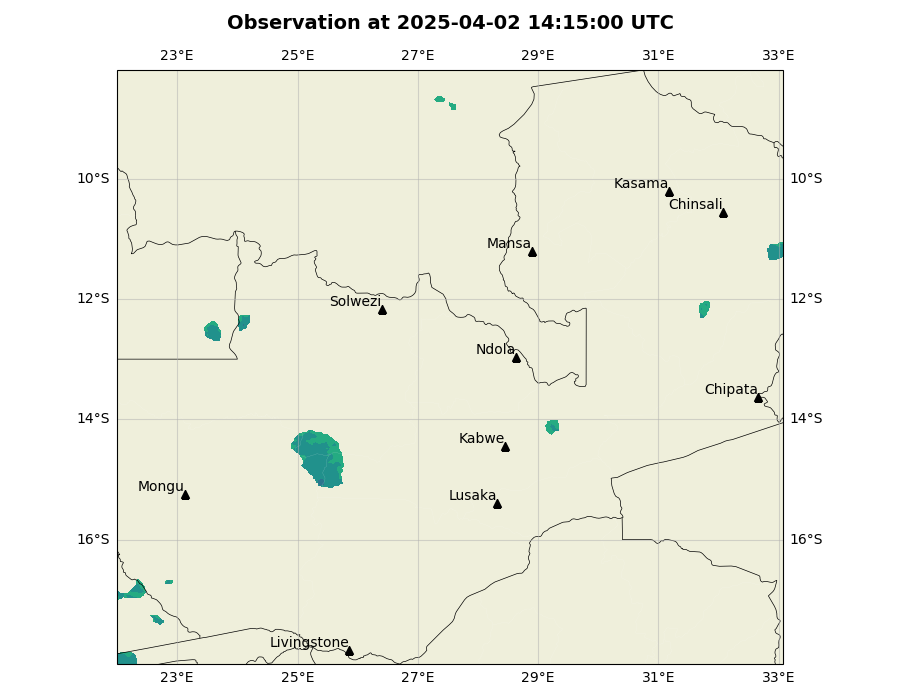 Observation at 2025-04-02 14:15:00 UTC
23°E 25°E 27°E 29°E 31°E 33°E
10°S 10°S
Kasama
Chinsali
Mansa
12°S 12°S
Solwezi
Ndola
Chipata
14°S 14°S
Kabwe
Mongu
Lusaka
16°S 16°S
Livingstone
23°E 25°E 27°E 29°E 31°E 33°E